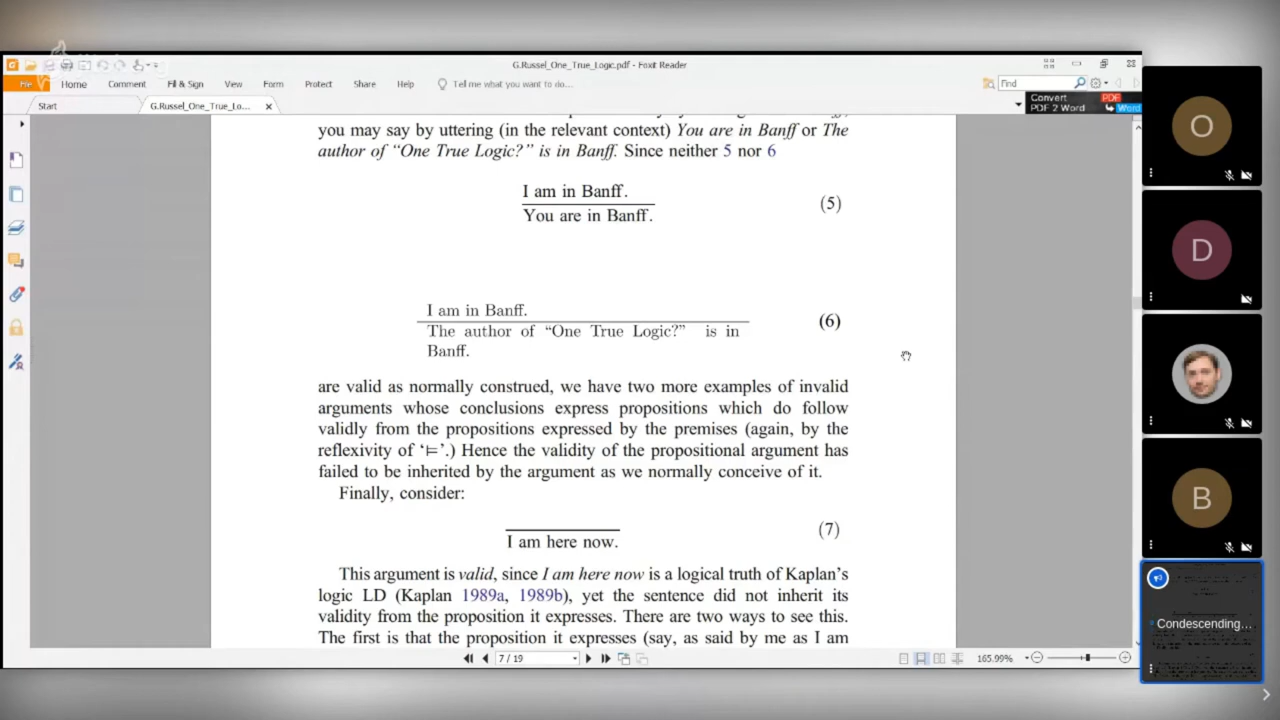 G.Russel_One_True_Logic.pdf - Foxit Reader
File Home Comment Fill & Sign View Form Protect Share Help Tell me what you want to do... Find
Start G.Russel_One_True_Lo...
Convert PDF
PDF 2 Word Word
you may say by uttering (in the relevant context) You are in Banff or The
author of “One True Logic?” is in Banff. Since neither 5 nor 6
I am in Banff.
You are in Banff.
(5)
I am in Banff.
The author of “One True Logic?” is in
Banff.
(6)
are valid as normally construed, we have two more examples of invalid
arguments whose conclusions express propositions which do follow
validly from the propositions expressed by the premises (again, by the
reflexivity of ‘⊨’.) Hence the validity of the propositional argument has
failed to be inherited by the argument as we normally conceive of it.
Finally, consider:
I am here now.
(7)
This argument is valid, since I am here now is a logical truth of Kaplan’s
logic LD (Kaplan 1989a, 1989b), yet the sentence did not inherit its
validity from the proposition it expresses. There are two ways to see this.
The first is that the proposition it expresses (say, as said by me as I am
7 / 19
165.99%
O
D
B
Condescending...